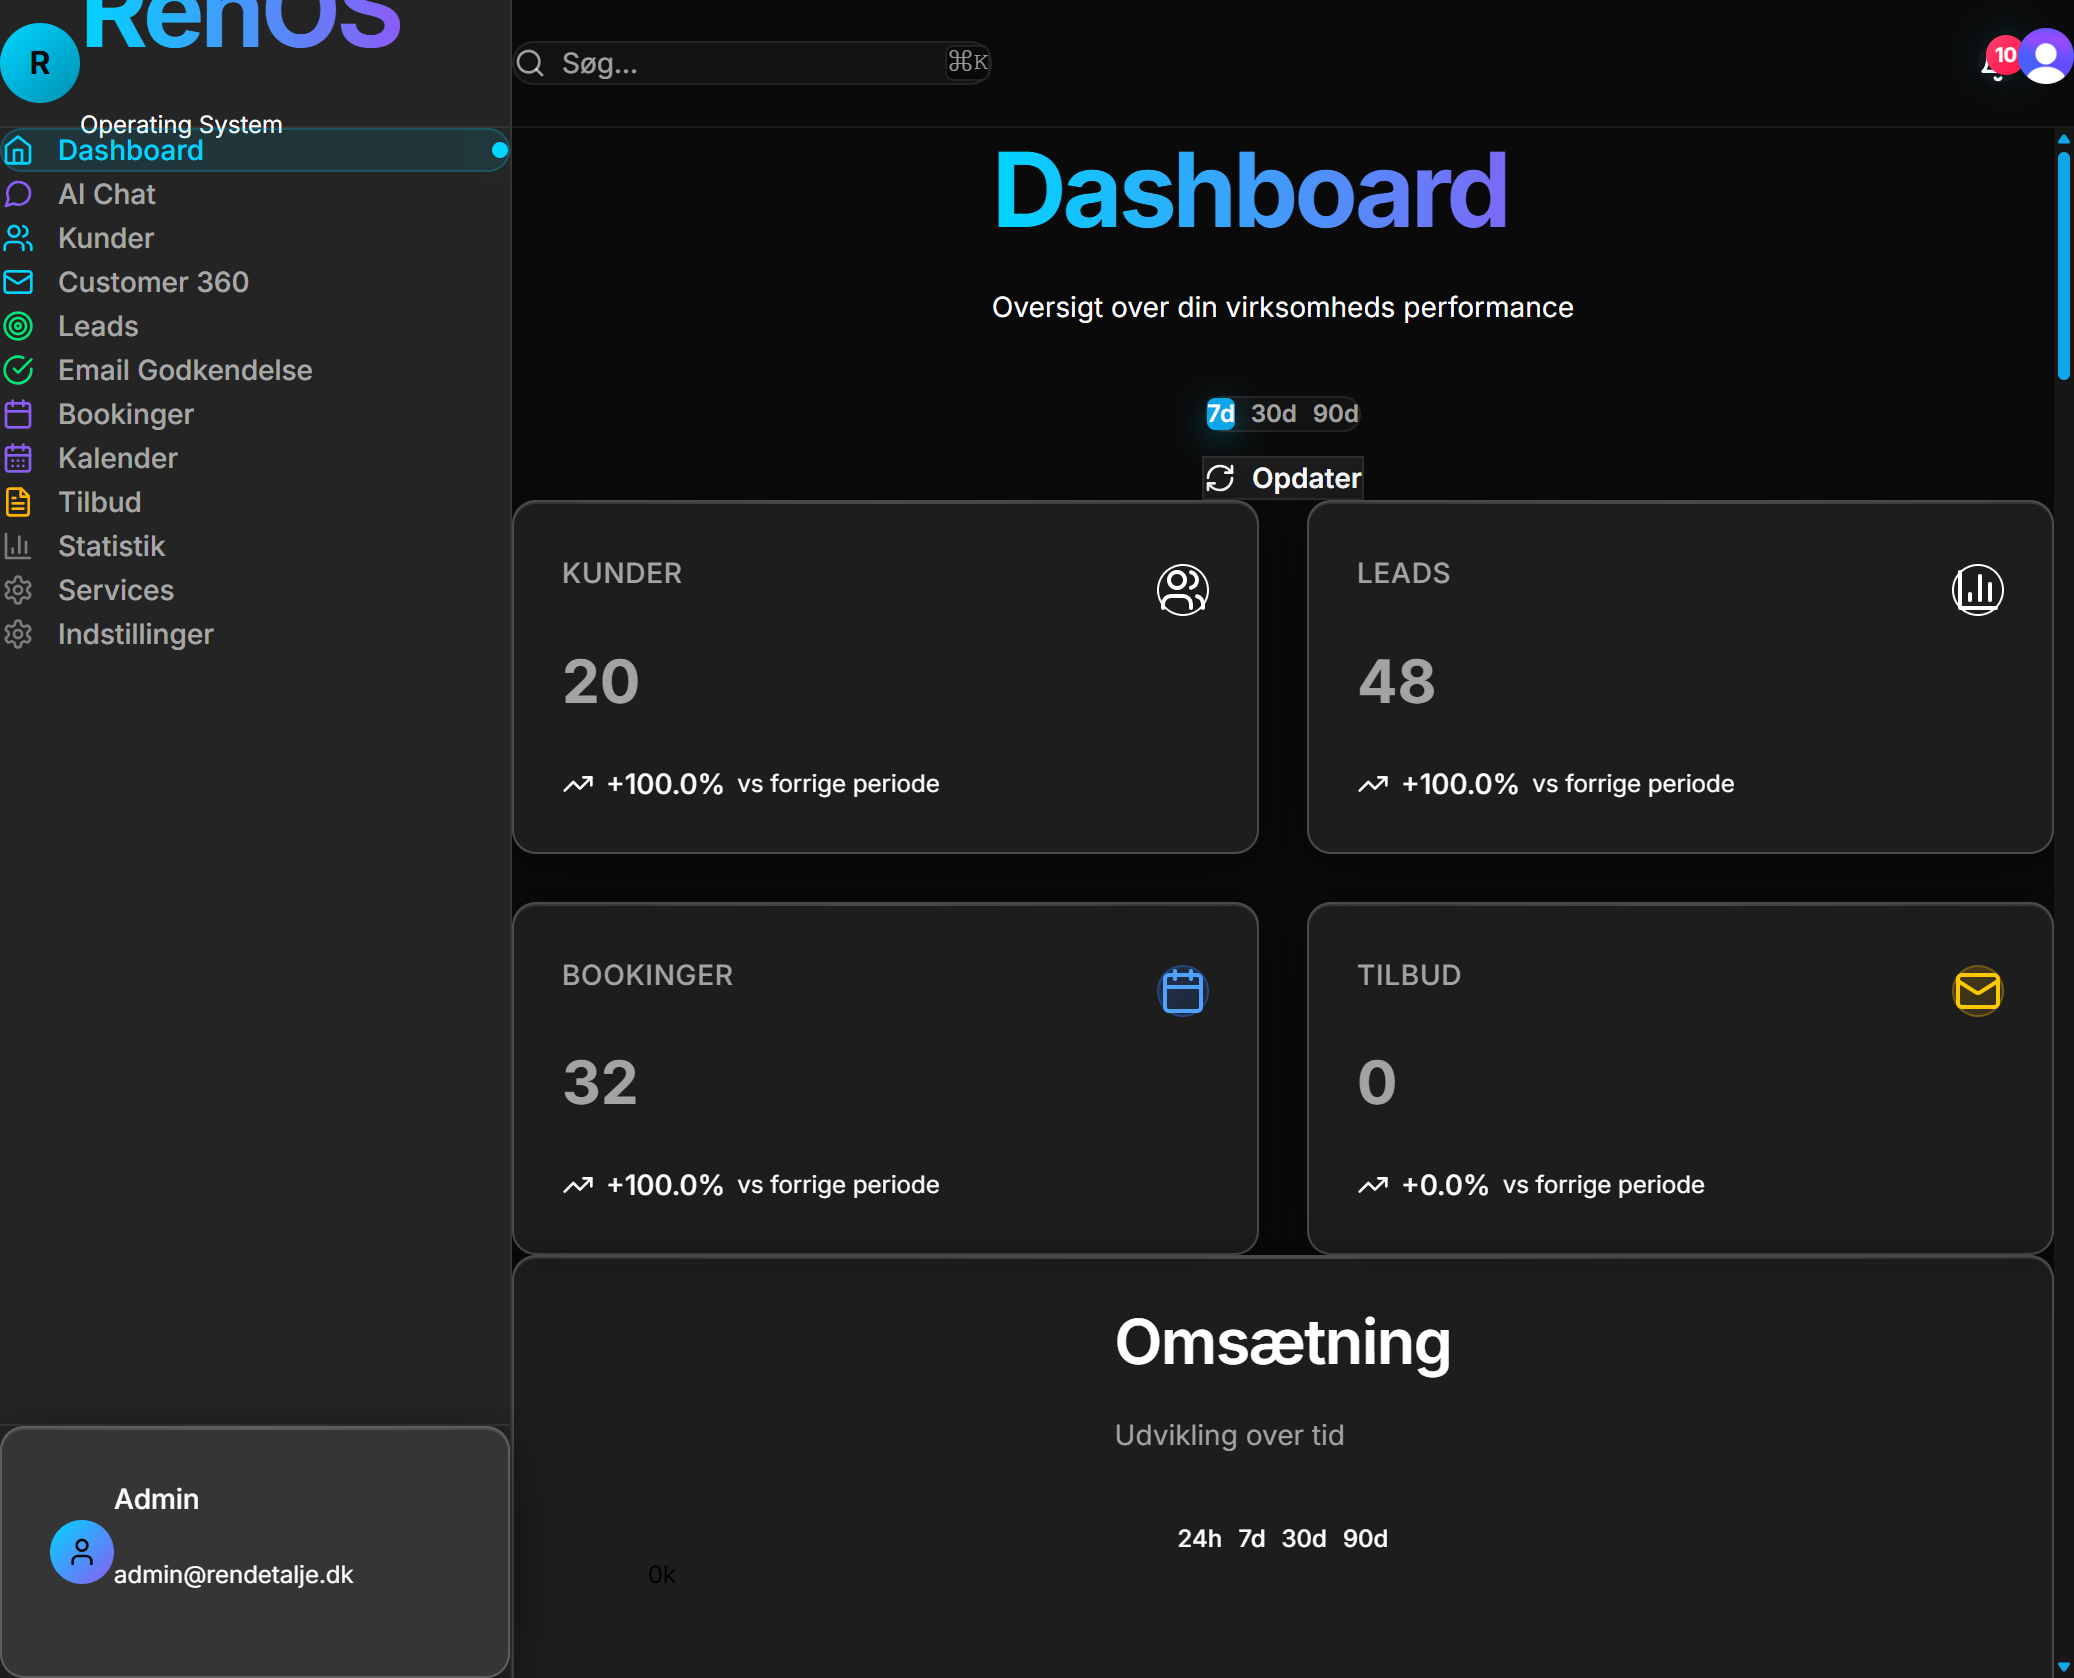 RenOS
R
Operating System
Dashboard
AI Chat
Kunder
Customer 360
Leads
Email Godkendelse
Bookinger
Kalender
Tilbud
Statistik
Services
Indstillinger
Admin
admin@rendetalje.dk
Søg...
⌘K
10
Dashboard
Oversigt over din virksomheds performance
7d 30d 90d
Opdater
KUNDER
20
+100.0% vs forrige periode
LEADS
48
+100.0% vs forrige periode
BOOKINGER
32
+100.0% vs forrige periode
TILBUD
0
+0.0% vs forrige periode
Omsætning
Udvikling over tid
24h 7d 30d 90d
0k